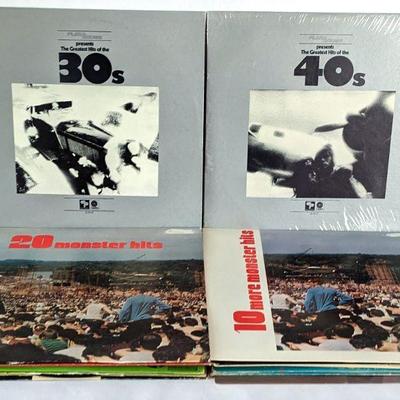 presents
The Greatest Hits of the
30s
presents
The Greatest Hits of the
40s
20 monster hits
10 more monster hits